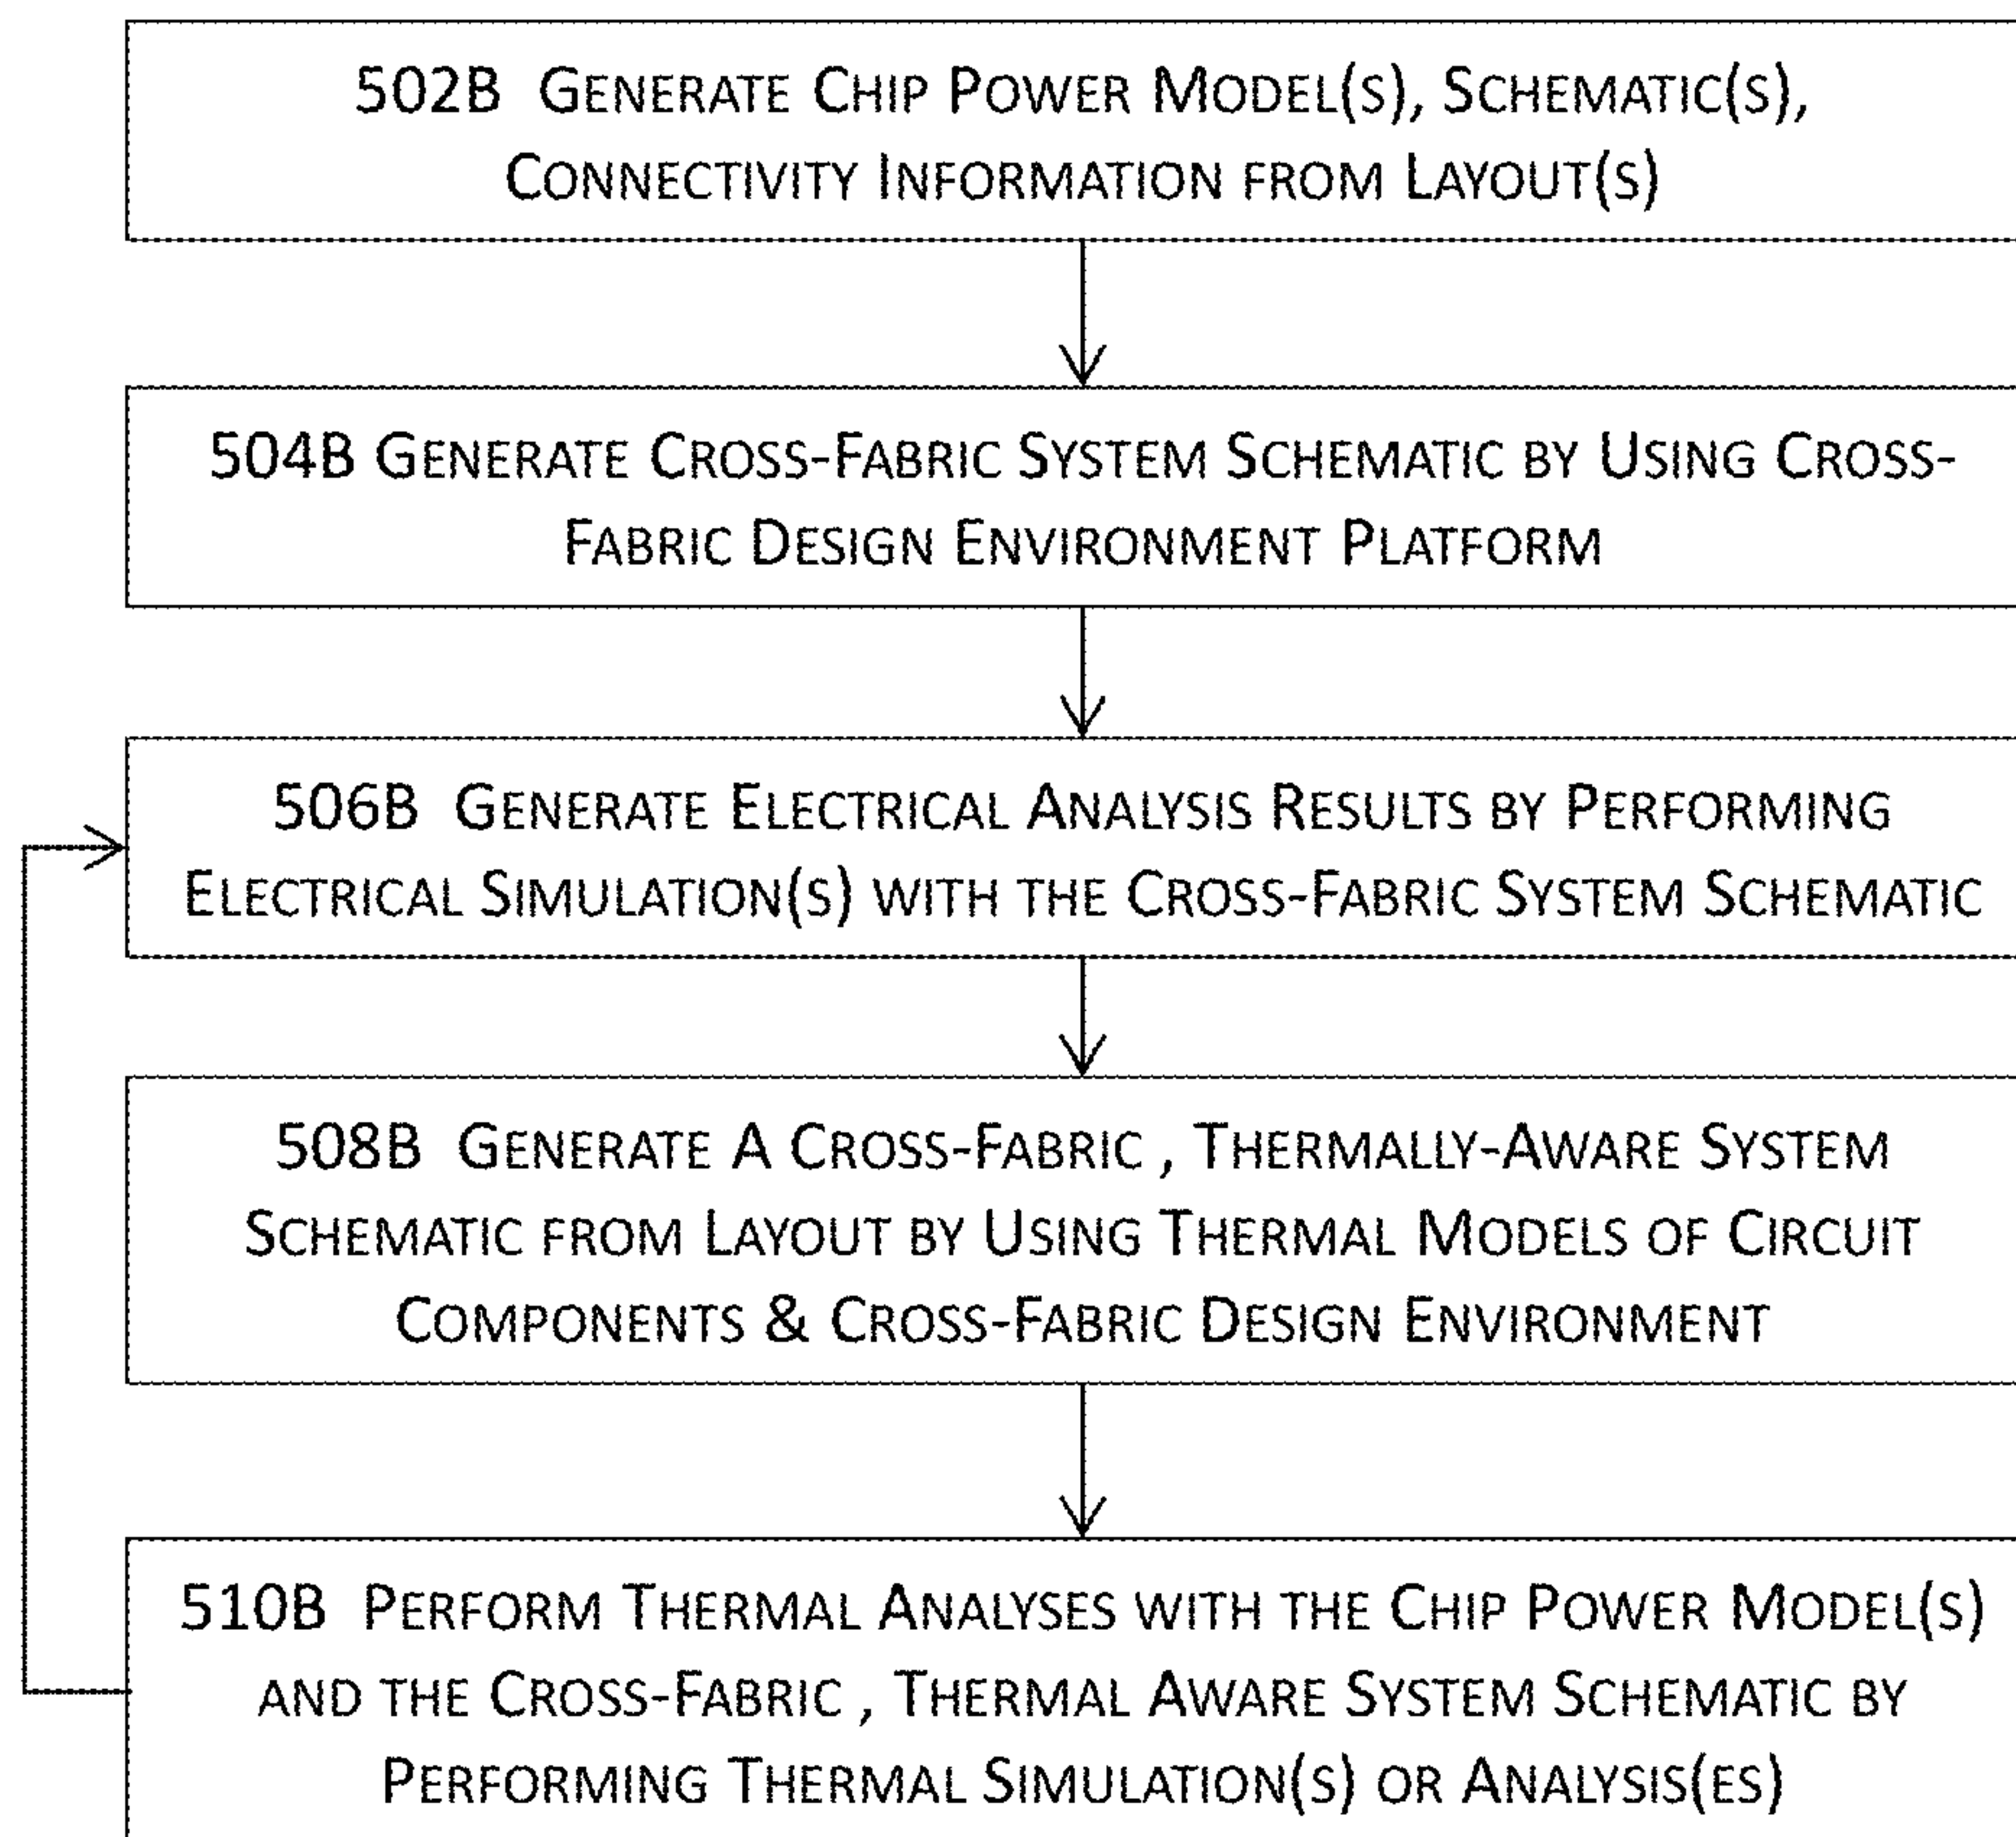 502B Generate Chip Power Model(s), Schematic(s),
Connectivity Information from Layout(s)
504B Generate Cross-Fabric System Schematic by Using Cross-
Fabric Design Environment Platform
506B Generate Electrical Analysis Results by Performing
Electrical Simulation(s) with the Cross-Fabric System Schematic
508B Generate A Cross-Fabric , Thermally-Aware System
Schematic from Layout by Using Thermal Models of Circuit
Components & Cross-Fabric Design Environment
510B Perform Thermal Analyses with the Chip Power Model(s)
and the Cross-Fabric , Thermal Aware System Schematic by
Performing Thermal Simulation(s) or Analysis(es)